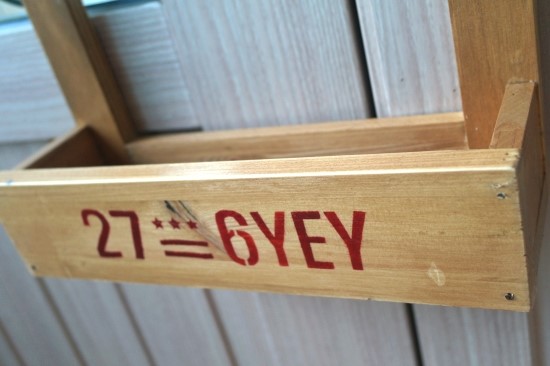 27 *** = 6YEY